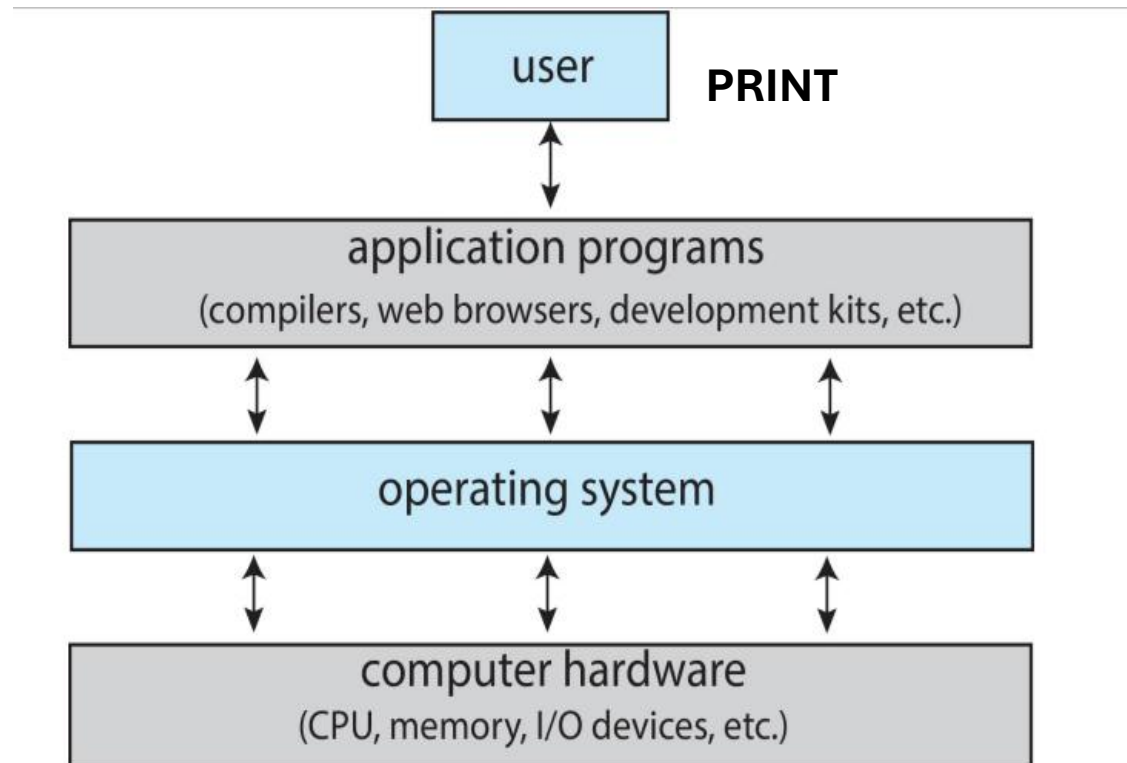 user
PRINT
application programs
(compilers, web browsers, development kits, etc.)
operating system
computer hardware
(CPU, memory, I/O devices, etc.)